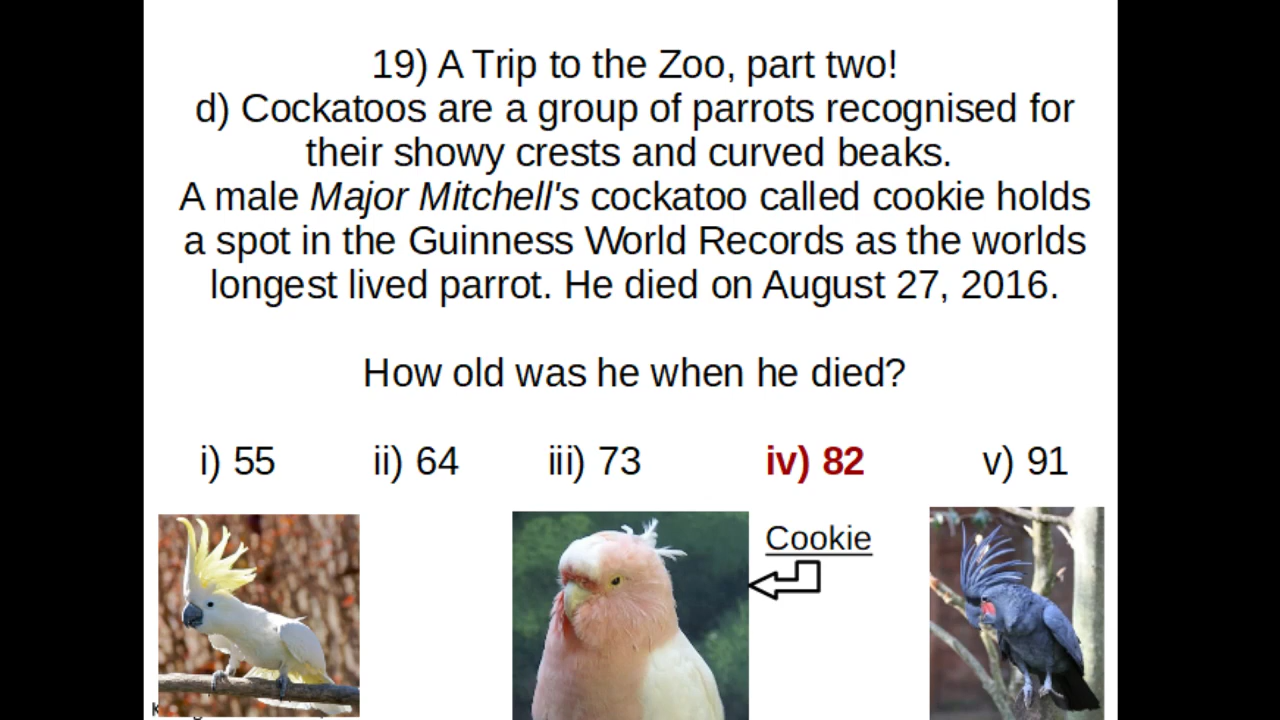 19) A Trip to the Zoo, part two!
d) Cockatoos are a group of parrots recognised for
their showy crests and curved beaks.
A male Major Mitchell's cockatoo called cookie holds
a spot in the Guinness World Records as the worlds
longest lived parrot. He died on August 27, 2016.
How old was he when he died?
i) 55 ii) 64 iii) 73 iv) 82 v) 91
Cookie